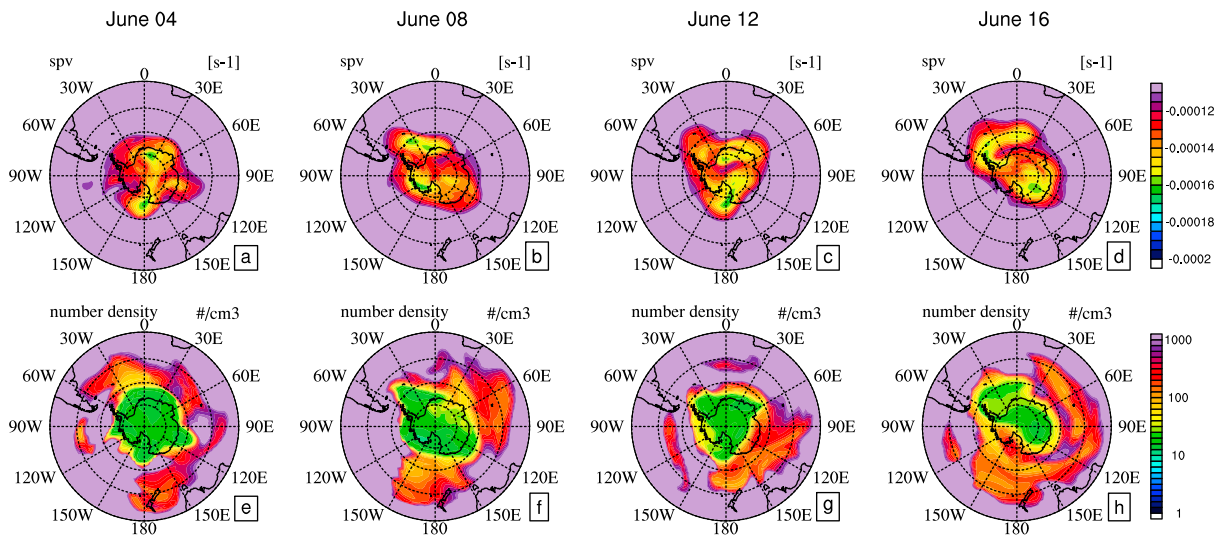 June 04 June 08 June 12 June 16
spv [s-1] spv [s-1] spv [s-1] spv [s-1]
0 0 0 0
30W 30E 30W 30E 30W 30E 30W 30E
60W 60E 60W 60E 60W 60E 60W 60E
-0.00012
-0.00014
90W 90E 90W 90E 90W 90E 90W 90E
-0.00016
-0.00018
120W 120E 120W 120E 120W 120E 120W 120E
-0.0002
150W 150E 150W 150E 150W 150E 150W 150E
a b c d
180 180 180 180
number density #/cm3 number density #/cm3 number density #/cm3 number density #/cm3
0 0 0 0
30W 30E 30W 30E 30W 30E 30W 30E
1000
60W 60E 60W 60E 60W 60E 60W 60E
100
90W 90E 90W 90E 90W 90E 90W 90E
10
120W 120E 120W 120E 120W 120E 120W 120E
150W 150E 150W 150E 150W 150E 150W 150E
e f g h
1
180 180 180 180